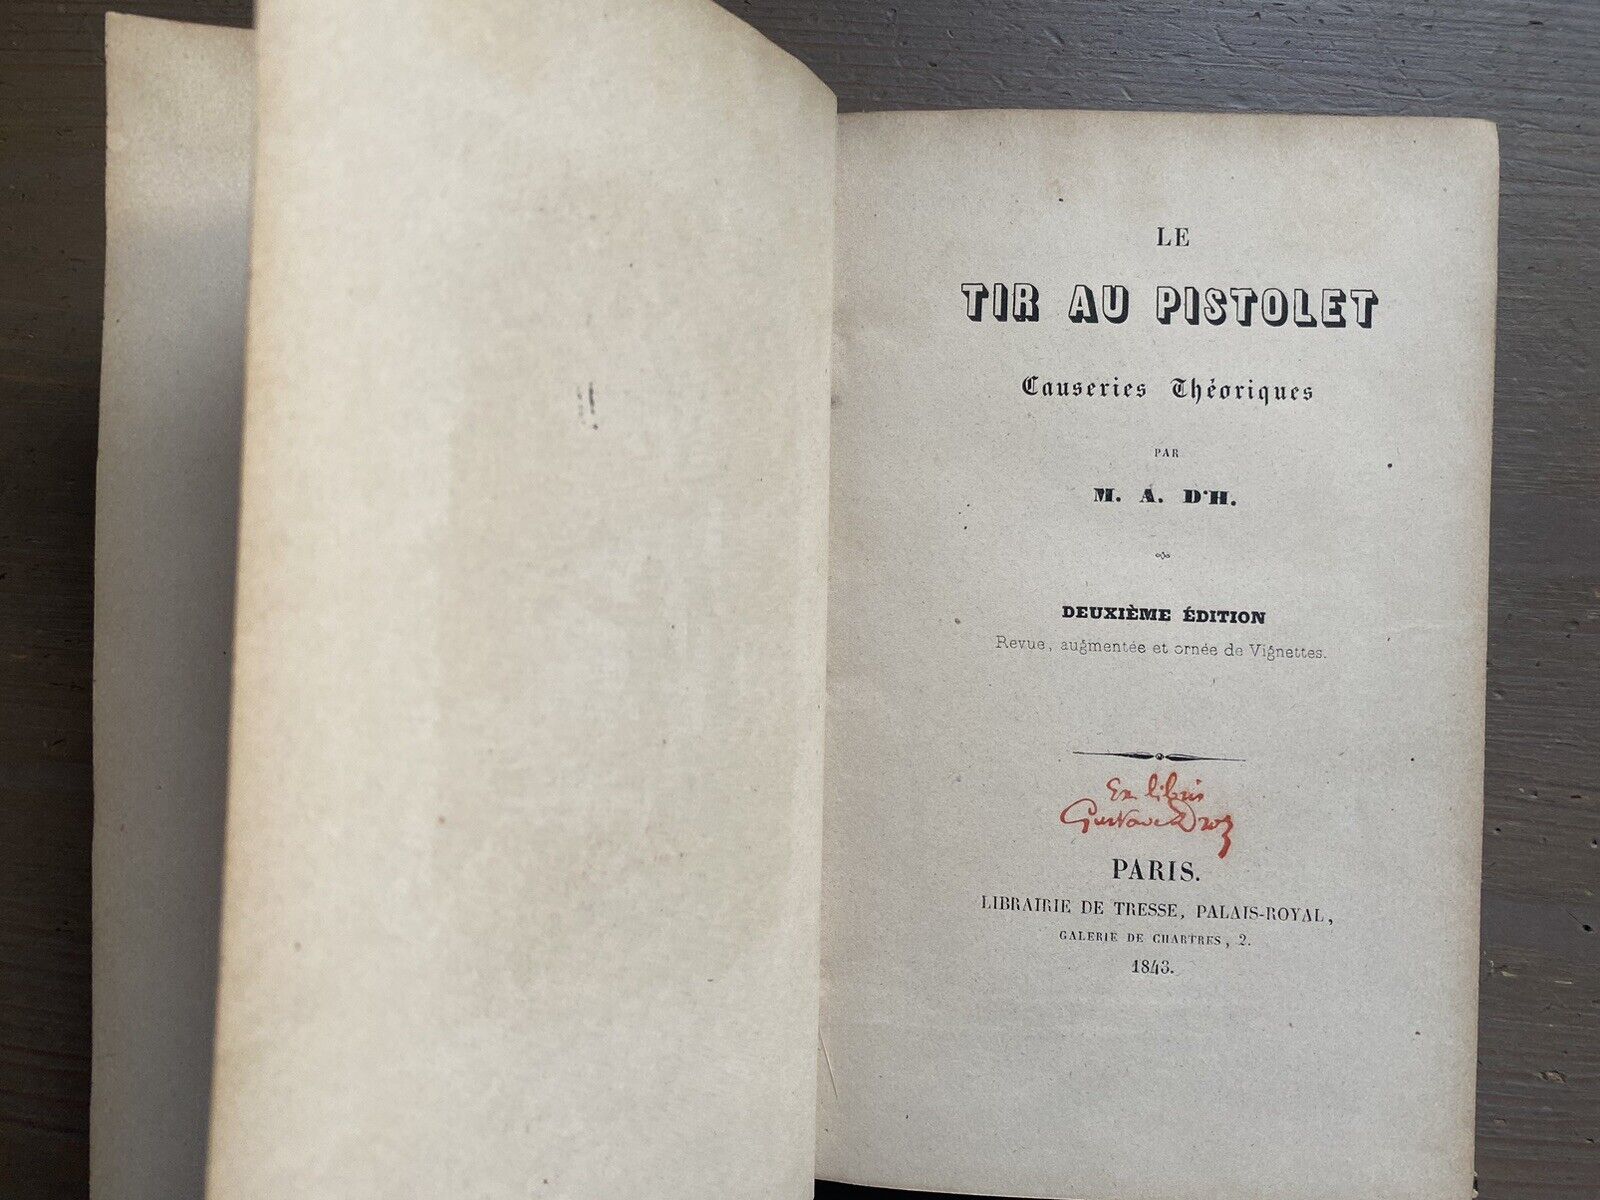 LE
TIR AU PISTOLET
Causeries Théoriques
PAR
M. A. D'H.
DEUXIÈME ÉDITION
Revue, augmentée et ornée de Vignettes.
Ex libris
Gustave Droz
PARIS.
LIBRAIRIE DE TRESSE, PALAIS-ROYAL,
GALERIE DE CHARTRES, 2.
1843.